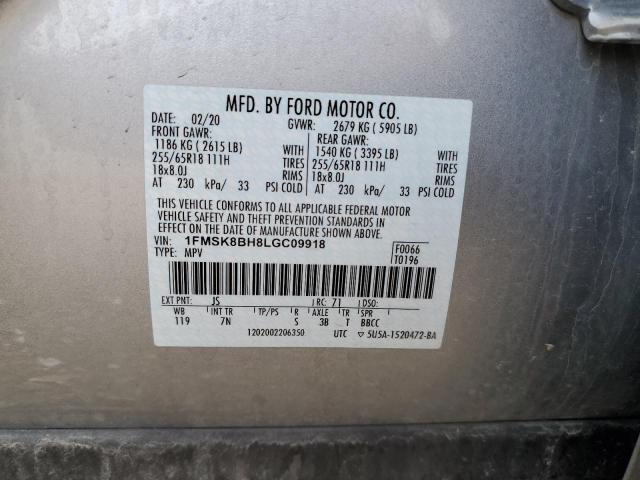 MFD. BY FORD MOTOR CO.
DATE: 02/20 GVWR: 2679 KG ( 5905 LB)
FRONT GAWR: REAR GAWR:
1186 KG ( 2615 LB) WITH 1540 KG ( 3395 LB) WITH
255/65R18 111H TIRES 255/65R18 111H TIRES
18x8.0J RIMS 18x8.0J RIMS
AT 230 kPa/ 33 PSI COLD AT 230 kPa/ 33 PSI COLD
THIS VEHICLE CONFORMS TO ALL APPLICABLE FEDERAL MOTOR
VEHICLE SAFETY AND THEFT PREVENTION STANDARDS IN
EFFECT ON THE DATE OF MANUFACTURE SHOWN ABOVE.
VIN: 1FMSK8BH8LGC09918 F0066
TYPE: MPV T0196
EXT PNT: JS RC: 71 DSO:
WB INT TR TP/PS R AXLE TR SPR
119 7N S 3B T BBCC
1202002206350 UTC ▽ 5U5A-1520472-BA